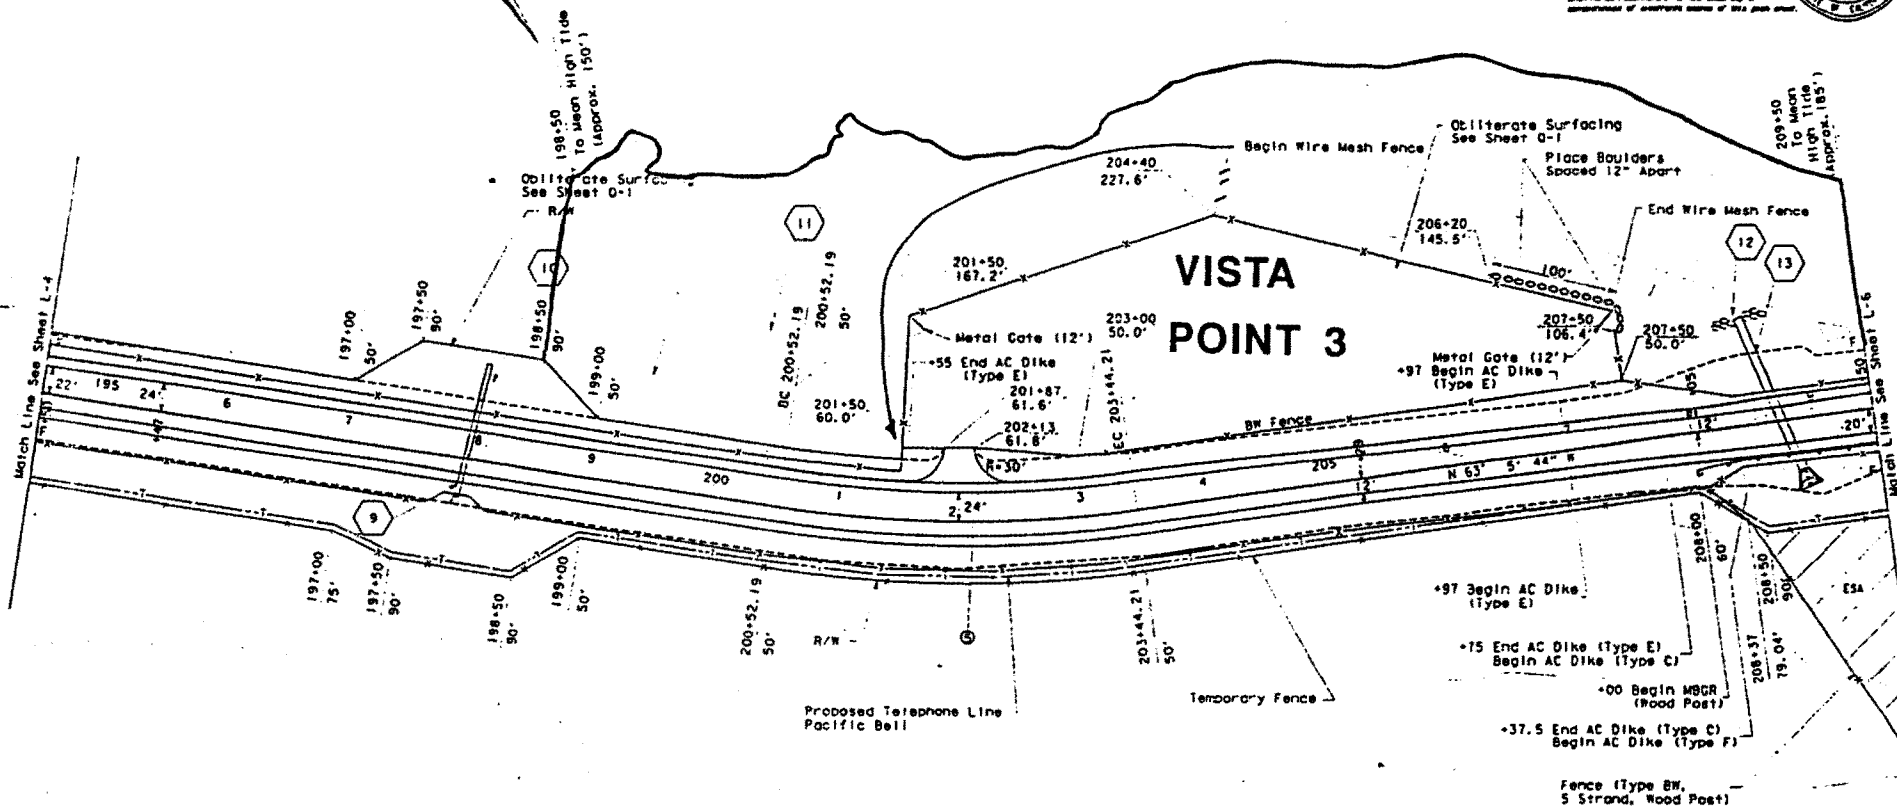 198+50
To Mean High Tide
(Approx. 150')
209+50
To Mean
High Tide
(Approx. 185')
Obliterate Surfacing
See Sheet Q-1
Place Boulders
Spaced 12" Apart
Begin Wire Mesh Fence
204+40
227.6'
See Sheet Q-1
R/W
End Wire Mesh Fence
206+20
145.5'
10
11
12
13
201+50
167.2'
VISTA
POINT 3
100'
197+50
90'
198+50
90'
197+00
50'
199+00
50'
BC 200+52.19
200+52.19
50'
Metal Gate (12')
203+00
50.0'
207+50
106.4'
207+50
50.0'
+55 End AC Dike
(Type E)
Metal Gate (12')
+97 Begin AC Dike
(Type E)
201+87
61.6'
202+13
61.6'
201+50
60.0'
EC 203+44.21
BW Fence
R=30'
Match Line See Sheet L-4
Match Line See Sheet L-6
22'
195
24'
6
7
8
9
200
1
2
24'
3
4
205
12'
N 63° 5' 44" W
12'
20'
50'
9
197+00
75'
197+50
90'
198+50
90'
199+00
50'
200+52.19
50'
R/W
203+44.21
50'
208+00
60'
208+50
90'
208+37
79.04'
ESA
+97 Begin AC Dike
(Type E)
+75 End AC Dike (Type E)
Begin AC Dike (Type C)
+00 Begin MBGR
(Wood Post)
+37.5 End AC Dike (Type C)
Begin AC Dike (Type F)
Temporary Fence
Proposed Telephone Line
Pacific Bell
Fence (Type BW,
5 Strand, Wood Post)